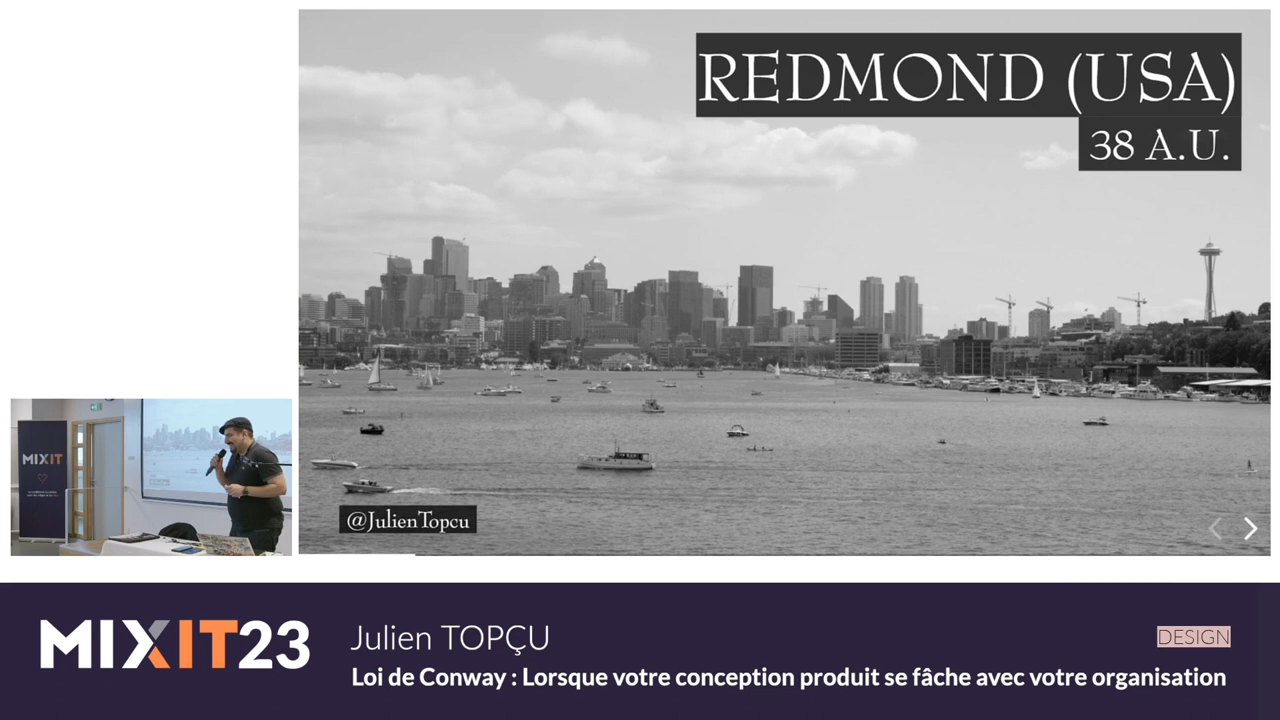 REDMOND (USA)
38 A.U.
@JulienTopcu
MIXIT
MIXIT23
Julien TOPÇU
DESIGN
Loi de Conway : Lorsque votre conception produit se fâche avec votre organisation